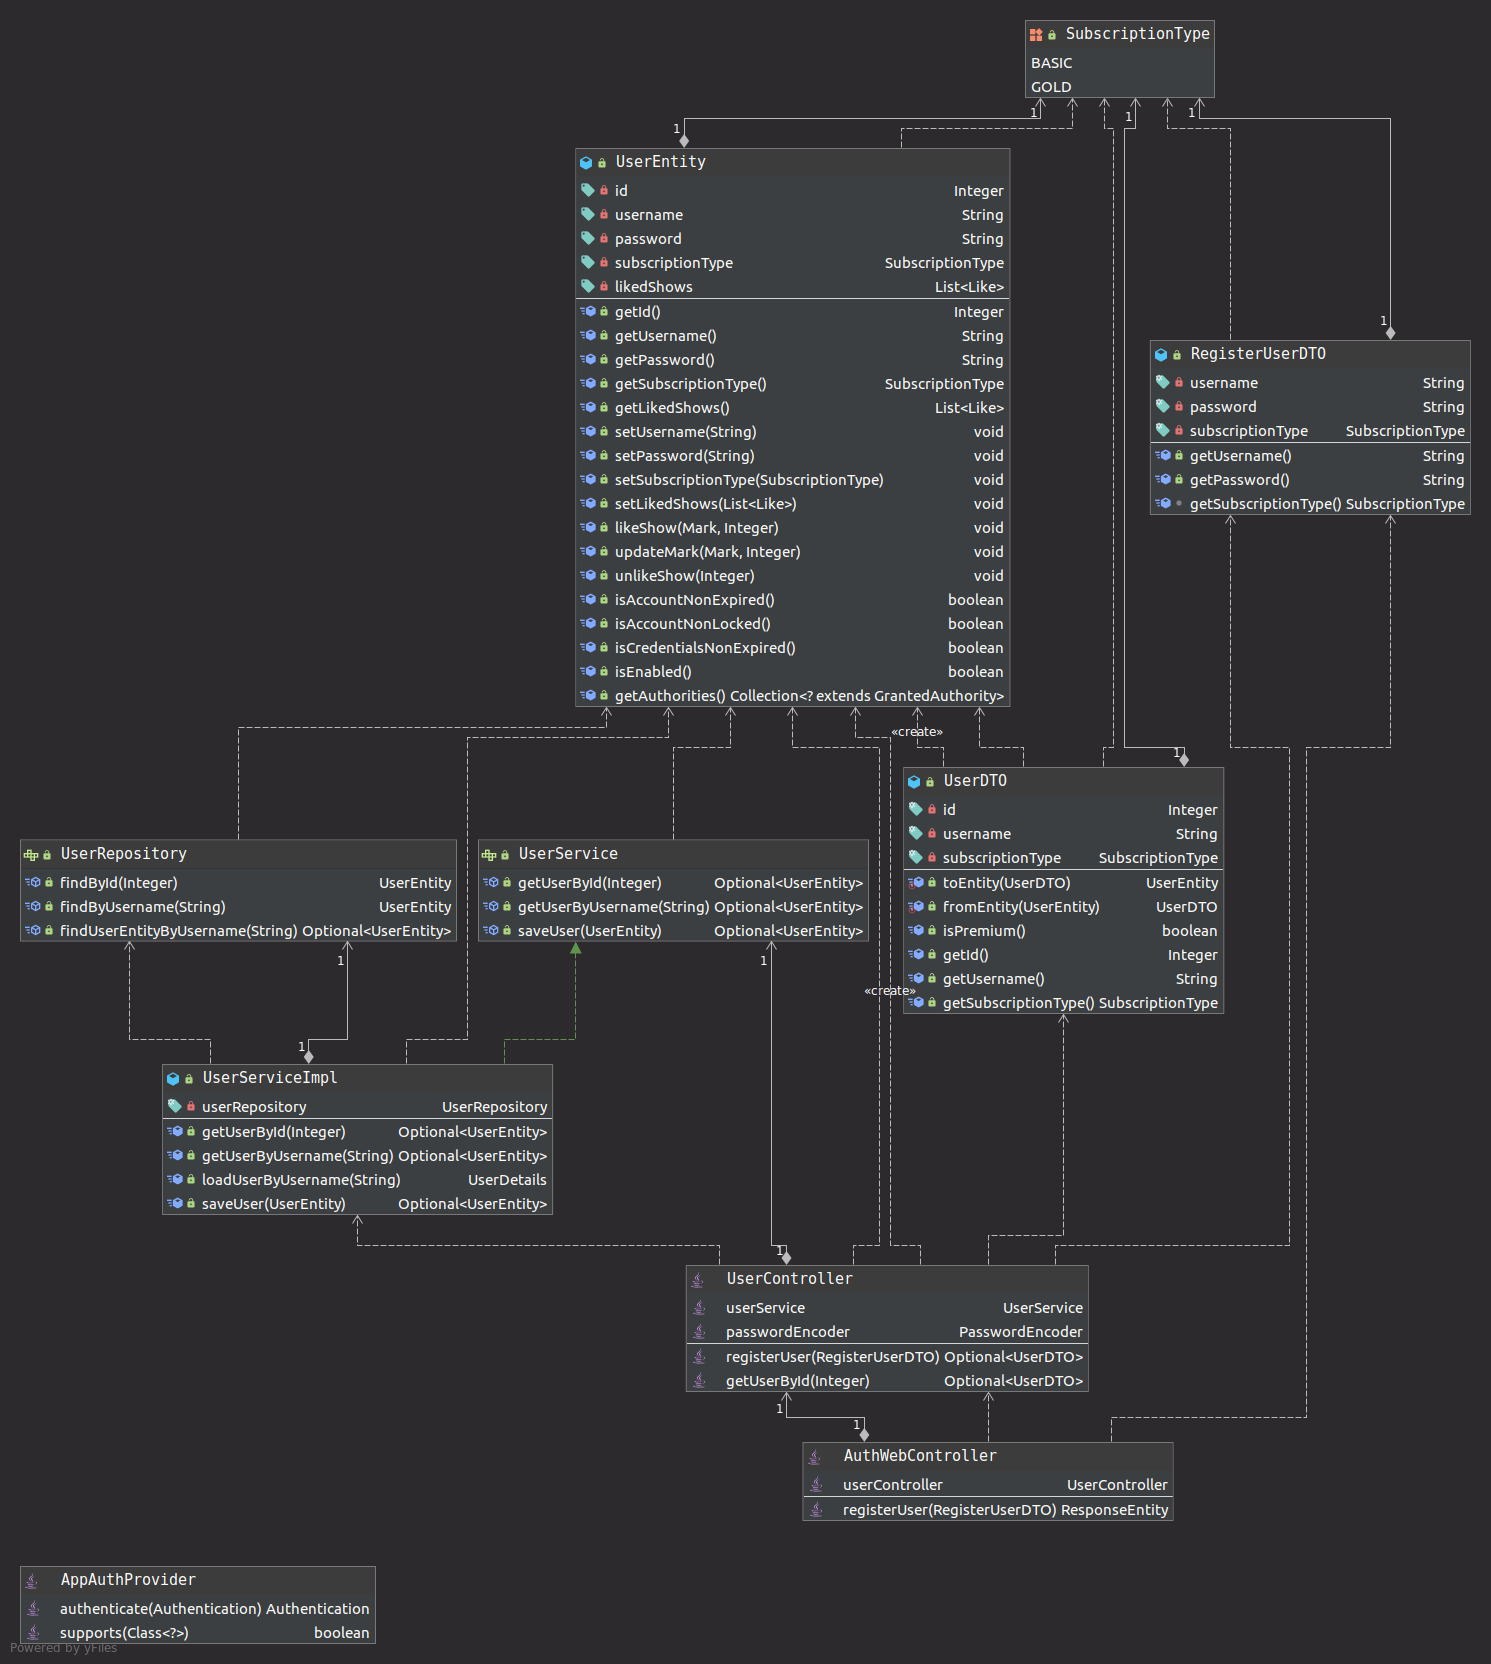 SubscriptionType
BASIC
GOLD
1
1
1
1
1
UserEntity
id Integer
username String
password String
subscriptionType SubscriptionType
likedShows List<Like>
getId() Integer
getUsername() String
getPassword() String
getSubscriptionType() SubscriptionType
getLikedShows() List<Like>
setUsername(String) void
setPassword(String) void
setSubscriptionType(SubscriptionType) void
setLikedShows(List<Like>) void
likeShow(Mark, Integer) void
updateMark(Mark, Integer) void
unlikeShow(Integer) void
isAccountNonExpired() boolean
isAccountNonLocked() boolean
isCredentialsNonExpired() boolean
isEnabled() boolean
getAuthorities() Collection<? extends GrantedAuthority>
RegisterUserDTO
username String
password String
subscriptionType SubscriptionType
getUsername() String
getPassword() String
getSubscriptionType() SubscriptionType
«create»
1
UserDTO
id Integer
username String
subscriptionType SubscriptionType
toEntity(UserDTO) UserEntity
fromEntity(UserEntity) UserDTO
isPremium() boolean
getId() Integer
getUsername() String
getSubscriptionType() SubscriptionType
UserRepository
findById(Integer) UserEntity
findByUsername(String) UserEntity
findUserEntityByUsername(String) Optional<UserEntity>
UserService
getUserById(Integer) Optional<UserEntity>
getUserByUsername(String) Optional<UserEntity>
saveUser(UserEntity) Optional<UserEntity>
1
1
«create»
1
UserServiceImpl
userRepository UserRepository
getUserById(Integer) Optional<UserEntity>
getUserByUsername(String) Optional<UserEntity>
loadUserByUsername(String) UserDetails
saveUser(UserEntity) Optional<UserEntity>
1
UserController
userService UserService
passwordEncoder PasswordEncoder
registerUser(RegisterUserDTO) Optional<UserDTO>
getUserById(Integer) Optional<UserDTO>
1
1
AuthWebController
userController UserController
registerUser(RegisterUserDTO) ResponseEntity
AppAuthProvider
authenticate(Authentication) Authentication
supports(Class<?>) boolean
Powered by yFiles